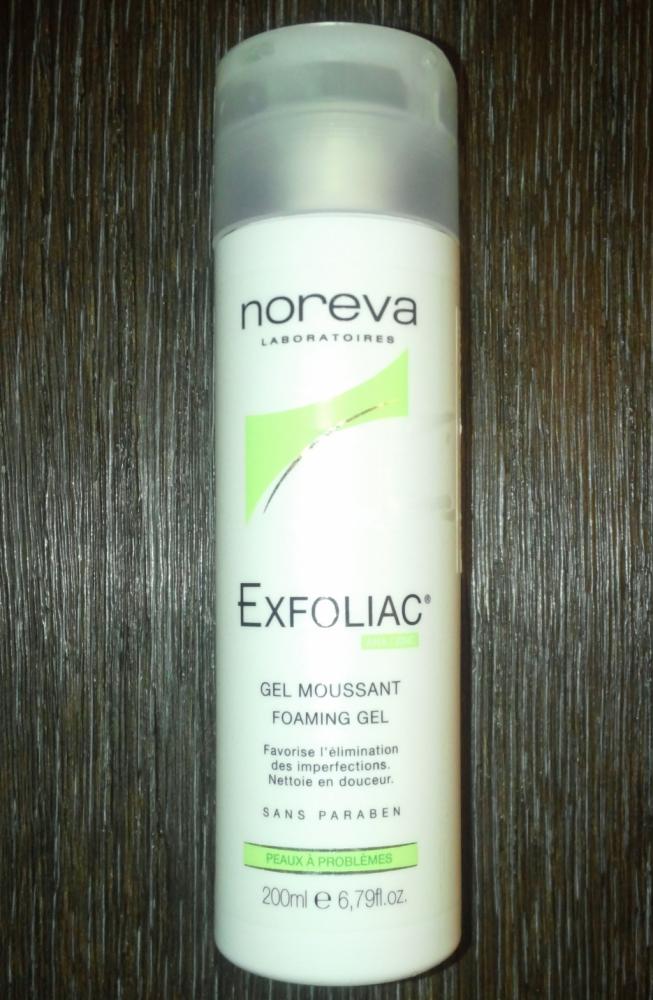 noreva
LABORATOIRES
EXFOLIAC®
GEL MOUSSANT
FOAMING GEL
Favorise l'élimination
des imperfections.
Nettoie en douceur.
SANS PARABEN
PEAUX À PROBLÈMES
200ml e 6,79fl.oz.